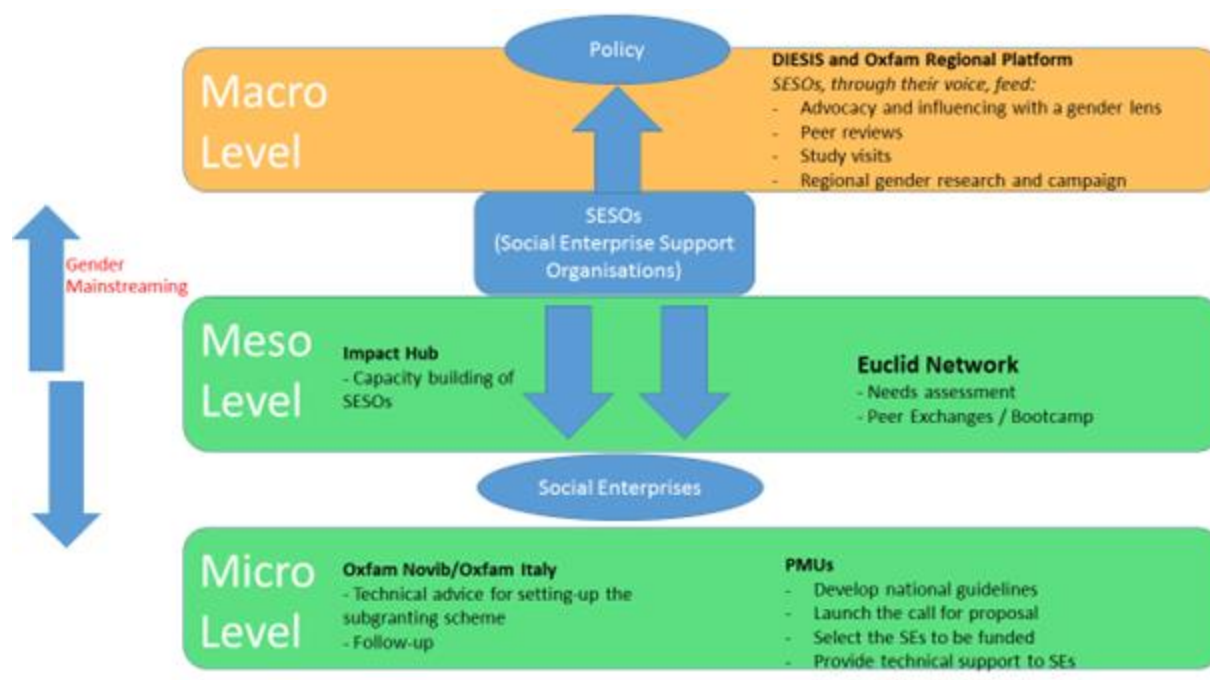 Policy
Macro
Level
DIESIS and Oxfam Regional Platform
SESOs, through their voice, feed:
- Advocacy and influencing with a gender lens
- Peer reviews
- Study visits
- Regional gender research and campaign
SESOs
(Social Enterprise Support
Organisations)
Gender
Mainstreaming
Meso
Level
Impact Hub
- Capacity building of
SESOs
Euclid Network
- Needs assessment
- Peer Exchanges / Bootcamp
Social Enterprises
Micro
Level
Oxfam Novib/Oxfam Italy
- Technical advice for setting-up the
subgranting scheme
- Follow-up
PMUs
- Develop national guidelines
- Launch the call for proposal
- Select the SEs to be funded
- Provide technical support to SEs